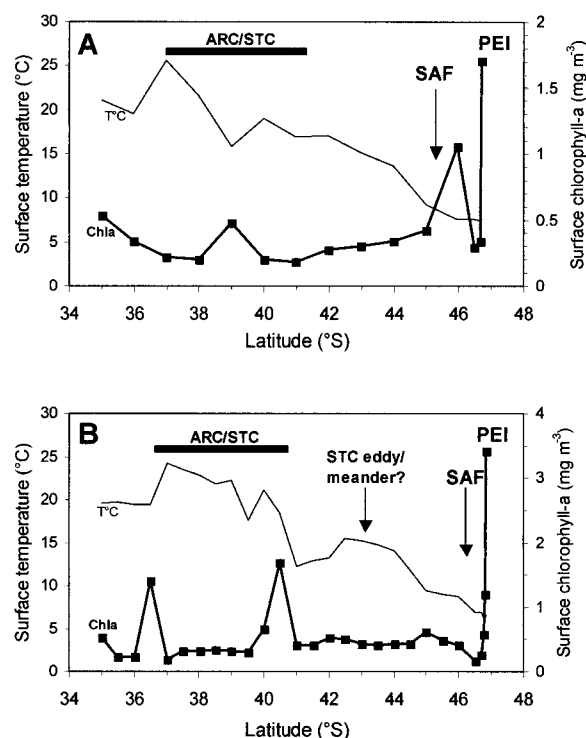 A
ARC/STC
SAF
PEI
T°C
Chla
30
25
20
15
10
5
0
Surface temperature (°C)
2
1.5
1
0.5
0
Surface chlorophyll-a (mg m-3)
34 36 38 40 42 44 46 48
Latitude (°S)
B
ARC/STC
STC eddy/
meander?
SAF
PEI
T°C
Chla
30
25
20
15
10
5
0
Surface temperature (°C)
4
3
2
1
0
Surface chlorophyll-a (mg m-3)
34 36 38 40 42 44 46 48
Latitude (°S)